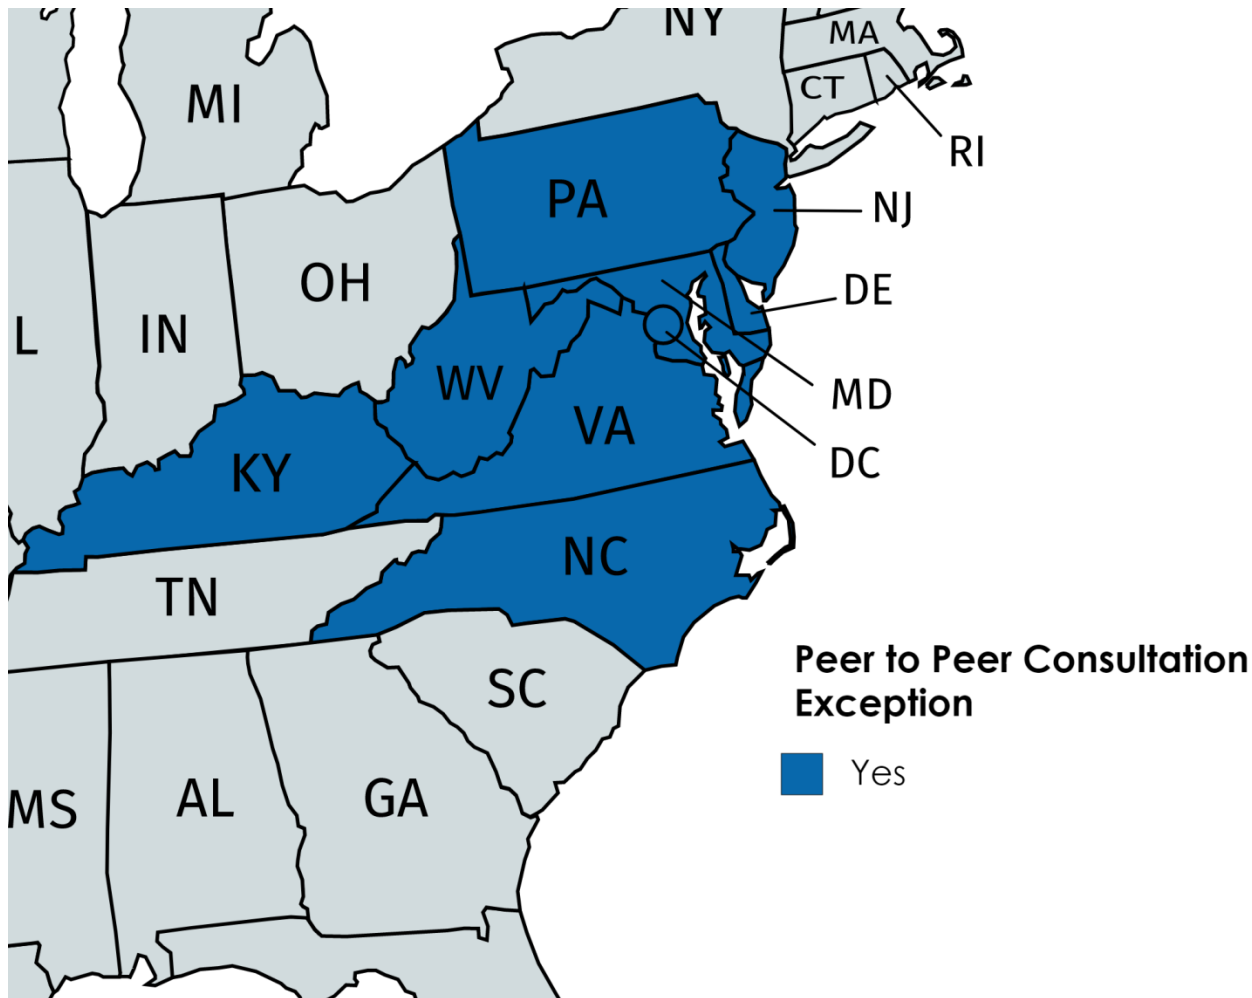 NY
MA
MI
CT
RI
PA
NJ
OH
DE
IN
L
WV
MD
VA
DC
KY
NC
TN
Peer to Peer Consultation
Exception
SC
Yes
MS
AL
GA